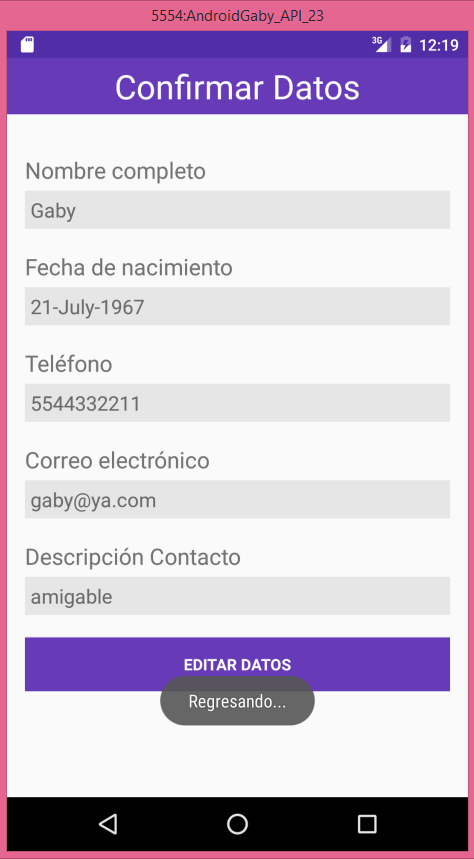 5554:AndroidGaby_API_23
3G 12:19
Confirmar Datos
Nombre completo
Gaby
Fecha de nacimiento
21-July-1967
Teléfono
5544332211
Correo electrónico
gaby@ya.com
Descripción Contacto
amigable
EDITAR DATOS
Regresando...